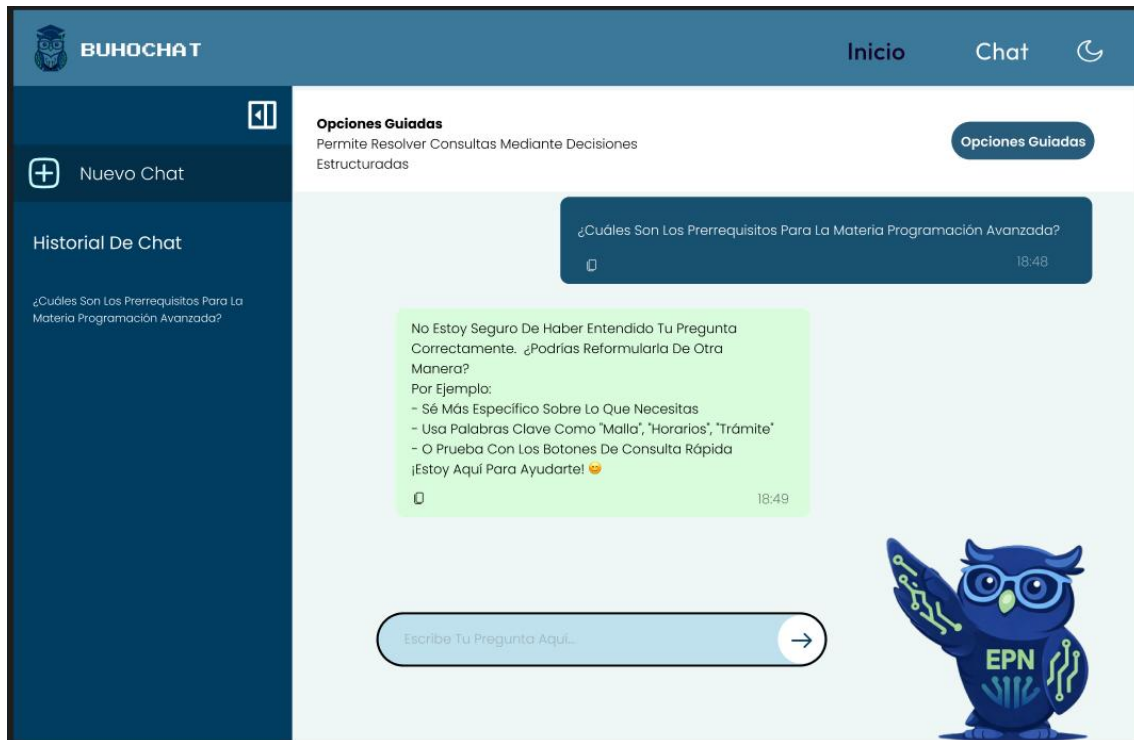 BUHOCHAT
Inicio
Chat
Nuevo Chat
Historial De Chat
¿Cuáles Son Los Prerrequisitos Para La
Materia Programación Avanzada?
Opciones Guiadas
Permite Resolver Consultas Mediante Decisiones
Estructuradas
Opciones Guiadas
¿Cuáles Son Los Prerrequisitos Para La Materia Programación Avanzada?
18:48
No Estoy Seguro De Haber Entendido Tu Pregunta
Correctamente. ¿Podrías Reformularla De Otra
Manera?
Por Ejemplo:
- Sé Más Específico Sobre Lo Que Necesitas
- Usa Palabras Clave Como "Malla", "Horarios", "Trámite"
- O Prueba Con Los Botones De Consulta Rápida
¡Estoy Aquí Para Ayudarte! 😊
18:49
Escribe Tu Pregunta Aquí...
EPN